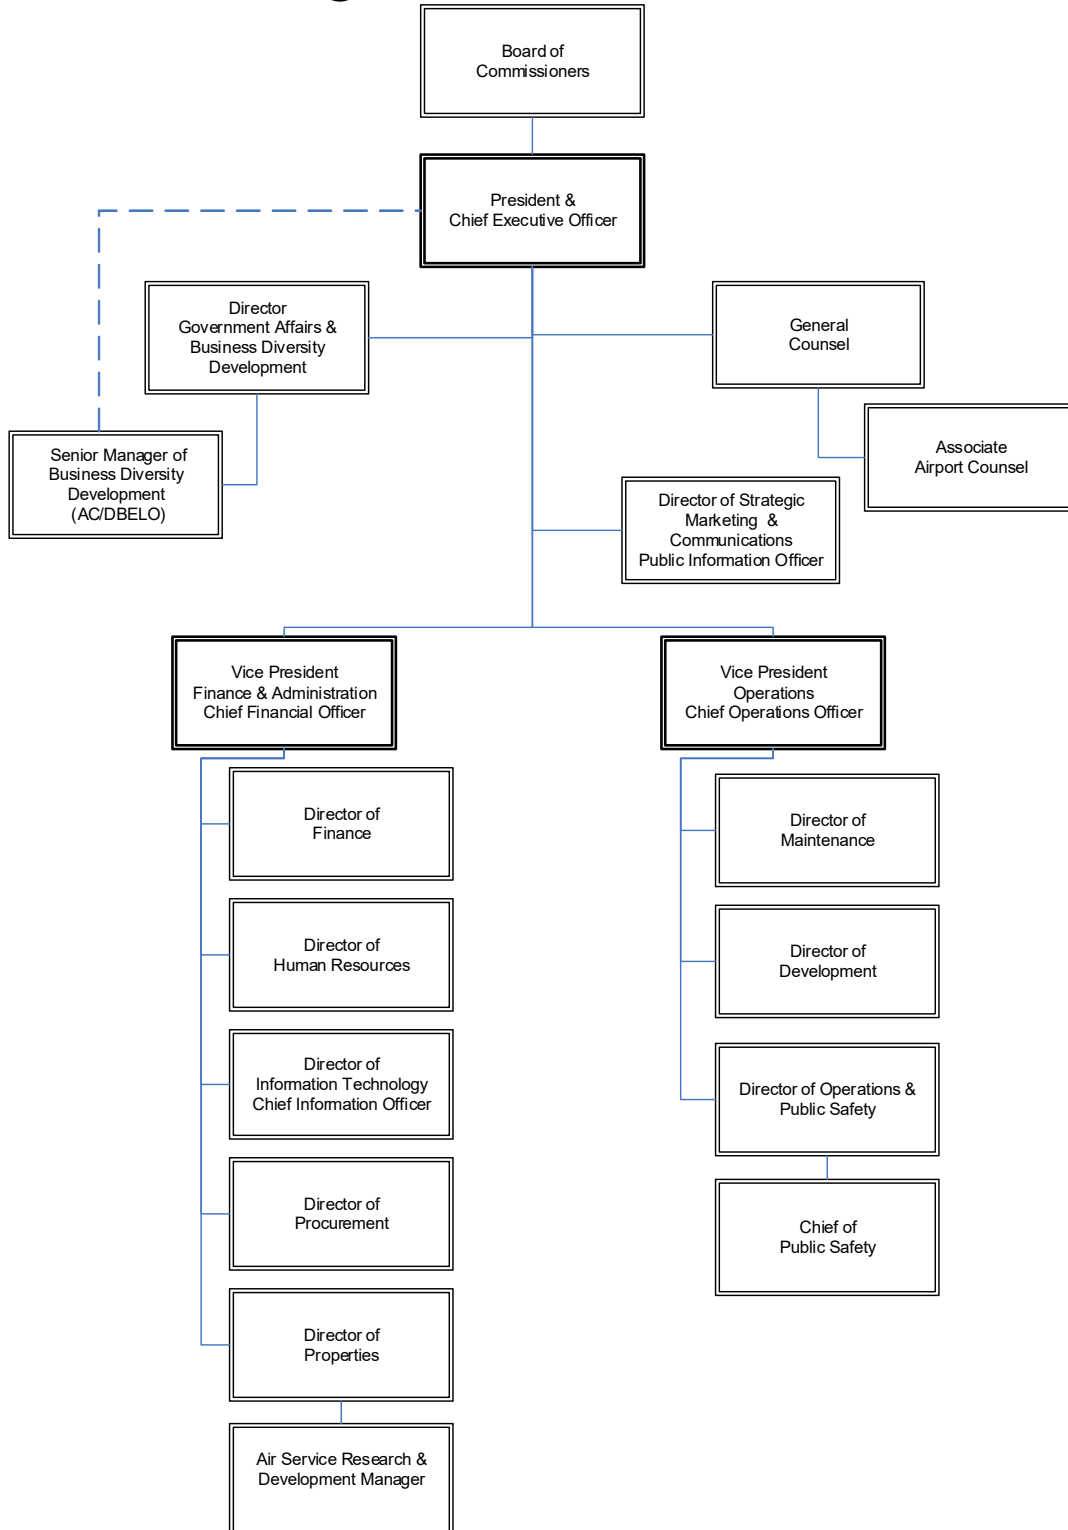 Board of
Commissioners
President &
Chief Executive Officer
Director
Government Affairs &
Business Diversity
Development
General
Counsel
Senior Manager of
Business Diversity
Development
(AC/DBELO)
Associate
Airport Counsel
Director of Strategic
Marketing &
Communications
Public Information Officer
Vice President
Finance & Administration
Chief Financial Officer
Vice President
Operations
Chief Operations Officer
Director of
Finance
Director of
Human Resources
Director of
Information Technology
Chief Information Officer
Director of
Procurement
Director of
Properties
Air Service Research &
Development Manager
Director of
Maintenance
Director of
Development
Director of Operations &
Public Safety
Chief of
Public Safety